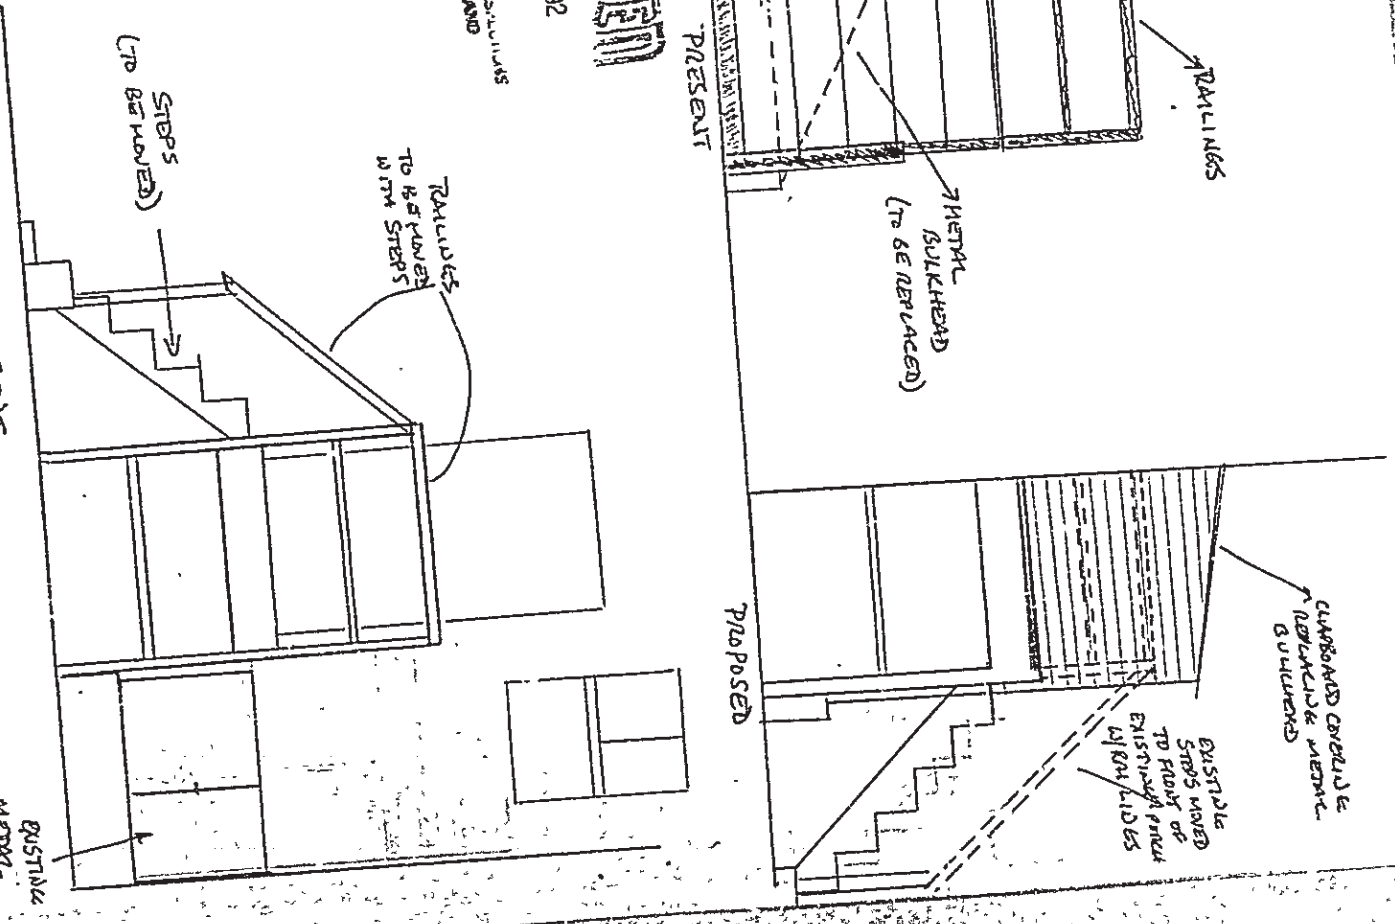 RAILINGS
METAL
BULKHEAD
(TO BE REPLACED)
PRESENT
CLAPBOARD COVERING
REPLACING METAL
BULKHEAD
EXISTING
STEPS MOVED
TO FRONT OF
EXISTING PORCH
W/RAILINGS
PROPOSED
RAILINGS
TO BE MOVED
WITH STEPS
STEPS
(TO BE MOVED)
EXISTING
METAL